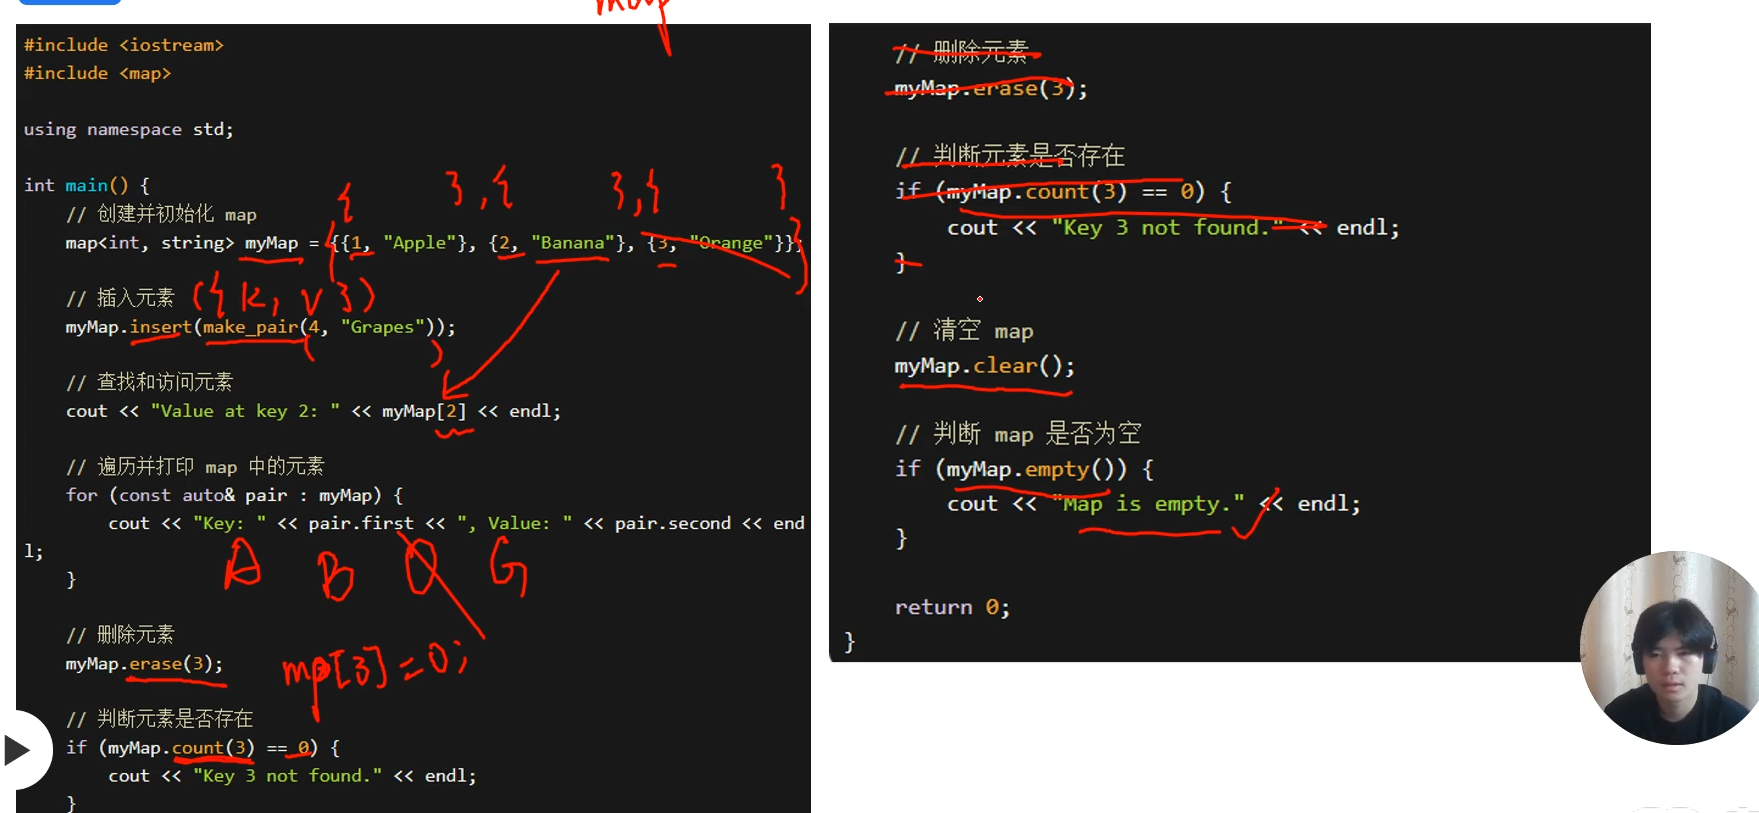 map
#include <iostream>
#include <map>
using namespace std;
int main() {
// 创建并初始化 map
{ },{ },{ }
map<int, string> myMap = {{1, "Apple"}, {2, "Banana"}, {3, "Orange"}};
// 插入元素 ({k, v})
myMap.insert(make_pair(4, "Grapes"));
( )
// 查找和访问元素
cout << "Value at key 2: " << myMap[2] << endl;
// 遍历并打印 map 中的元素
for (const auto& pair : myMap) {
cout << "Key: " << pair.first << ", Value: " << pair.second << end
l;
A B O G
}
// 删除元素
myMap.erase(3);
mp[3]=0;
// 判断元素是否存在
if (myMap.count(3) == 0) {
cout << "Key 3 not found." << endl;
}
// 删除元素
myMap.erase(3);
// 判断元素是否存在
if (myMap.count(3) == 0) {
cout << "Key 3 not found." << endl;
}
// 清空 map
myMap.clear();
// 判断 map 是否为空
if (myMap.empty()) {
cout << "Map is empty." << endl;
}
return 0;
}